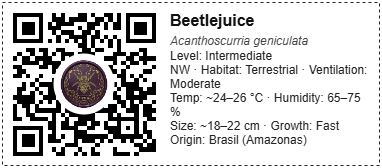 Beetlejuice
Acanthoscurria geniculata
Level: Intermediate
NW · Habitat: Terrestrial · Ventilation:
Moderate
Temp: ~24–26 °C · Humidity: 65–75
%
Size: ~18–22 cm · Growth: Fast
Origin: Brasil (Amazonas)